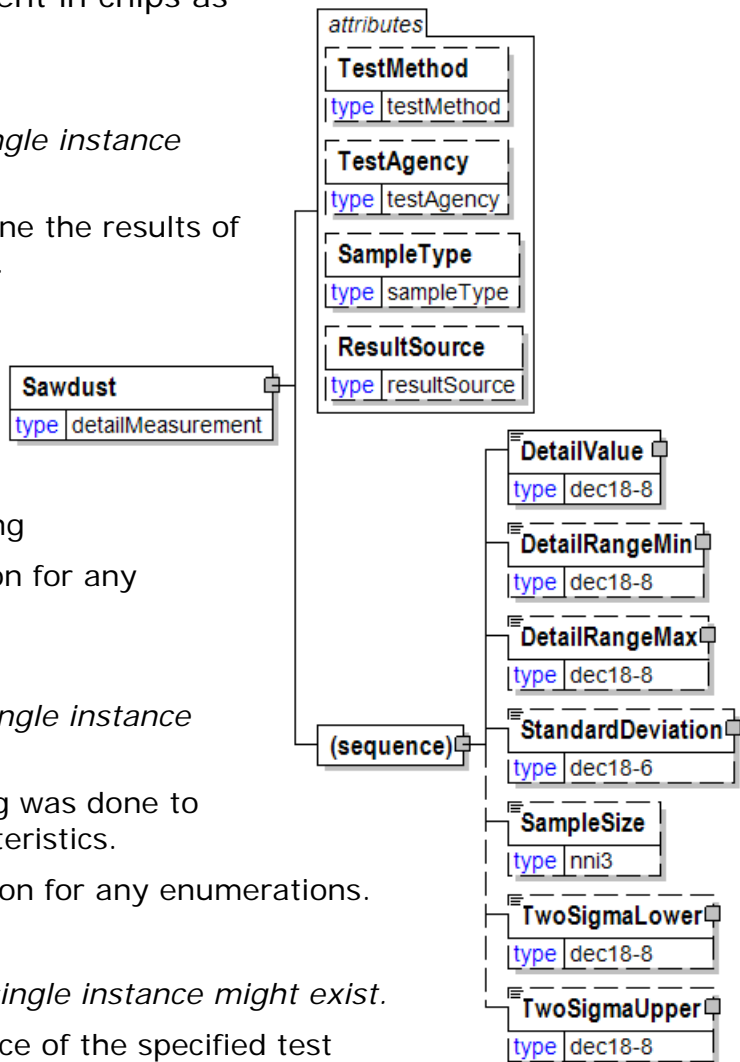 ent in chips as
ngle instance
ne the results of
.
ng
on for any
ngle instance
g was done to
teristics.
on for any enumerations.
single instance might exist.
ce of the specified test
attributes
TestMethod
type testMethod
TestAgency
type testAgency
SampleType
type sampleType
ResultSource
type resultSource
Sawdust
type detailMeasurement
(sequence)
DetailValue
type dec18-8
DetailRangeMin
type dec18-8
DetailRangeMax
type dec18-8
StandardDeviation
type dec18-6
SampleSize
type nni3
TwoSigmaLower
type dec18-8
TwoSigmaUpper
type dec18-8